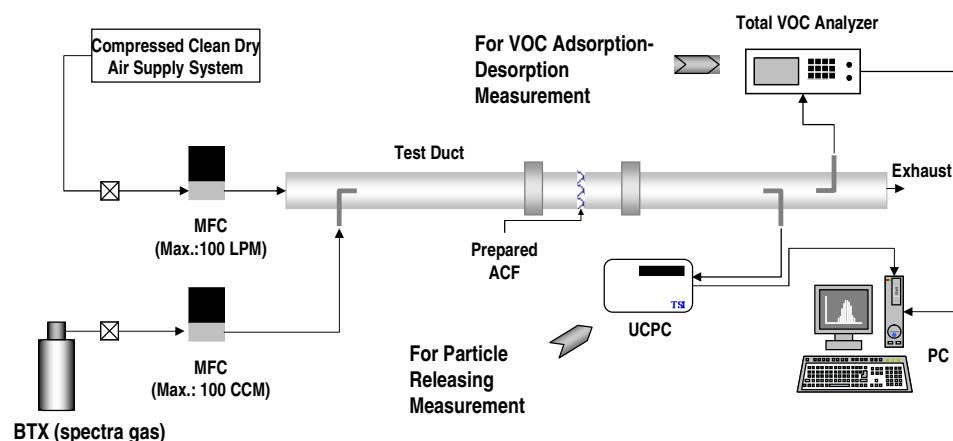 Compressed Clean Dry
Air Supply System
For VOC Adsorption-
Desorption
Measurement
Total VOC Analyzer
Test Duct
Exhaust
MFC
(Max.:100 LPM)
Prepared
ACF
TSI
UCPC
PC
MFC
(Max.: 100 CCM)
For Particle
Releasing
Measurement
BTX (spectra gas)